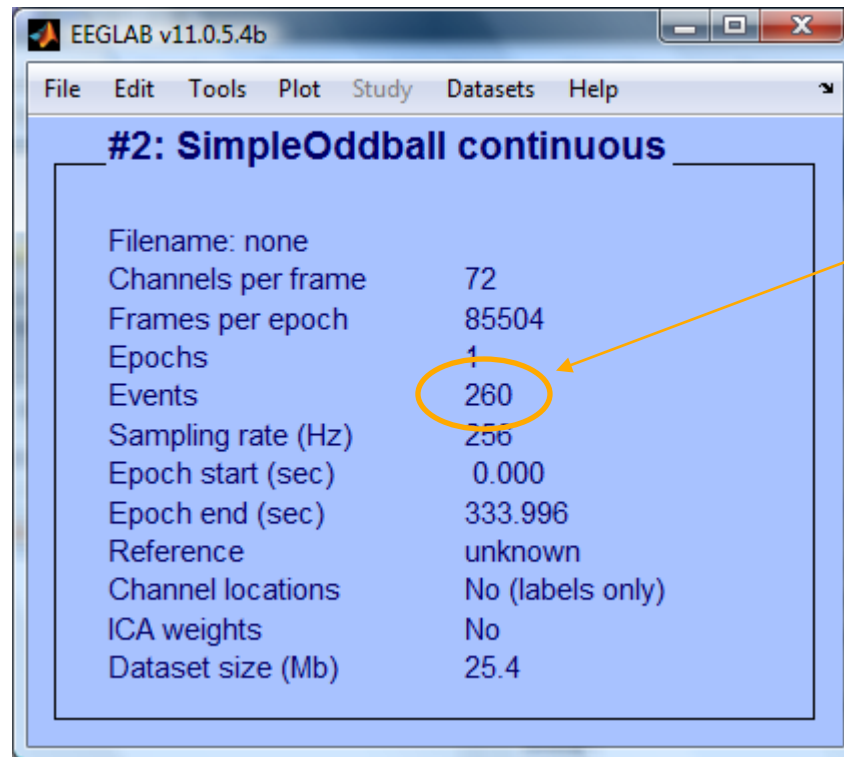 EEGLAB v11.0.5.4b
File Edit Tools Plot Study Datasets Help
#2: SimpleOddball continuous
Filename: none
Channels per frame 72
Frames per epoch 85504
Epochs 1
Events 260
Sampling rate (Hz) 256
Epoch start (sec) 0.000
Epoch end (sec) 333.996
Reference unknown
Channel locations No (labels only)
ICA weights No
Dataset size (Mb) 25.4